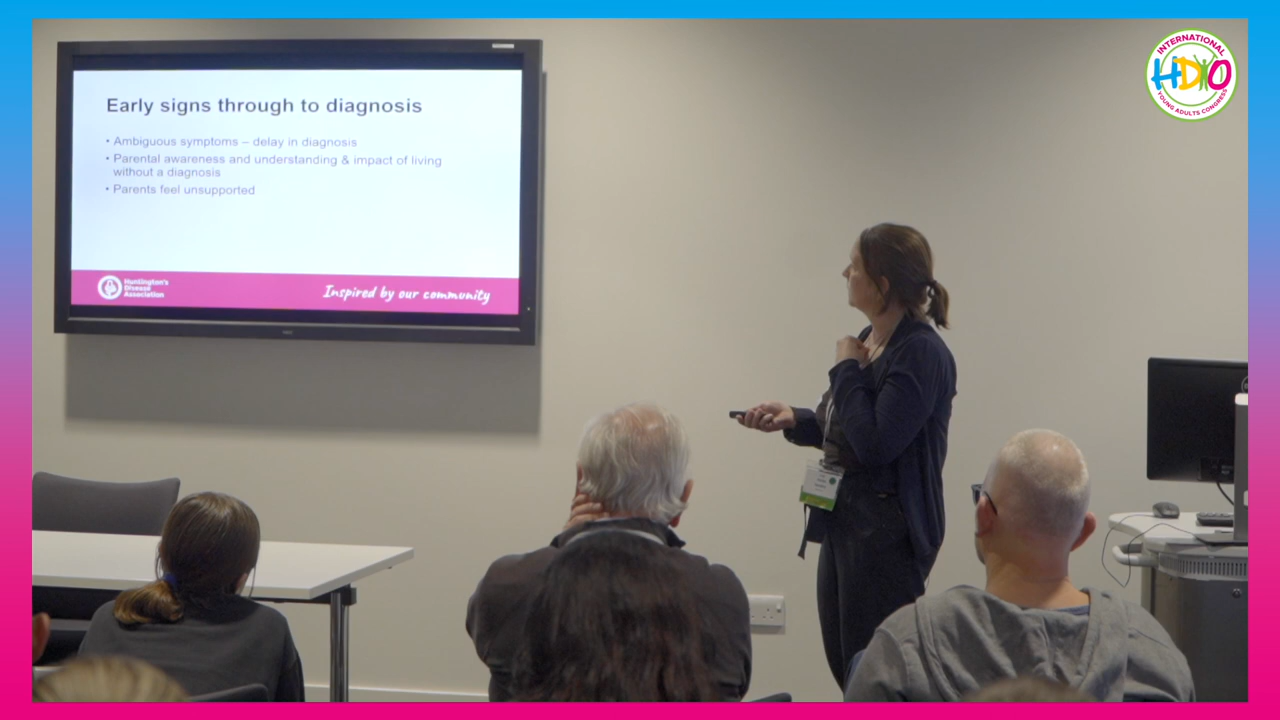 Early signs through to diagnosis
• Ambiguous symptoms – delay in diagnosis
• Parental awareness and understanding & impact of living
without a diagnosis
• Parents feel unsupported
Huntington's
Disease
Association
Inspired by our community
INTERNATIONAL
HDYO
YOUNG ADULTS CONGRESS